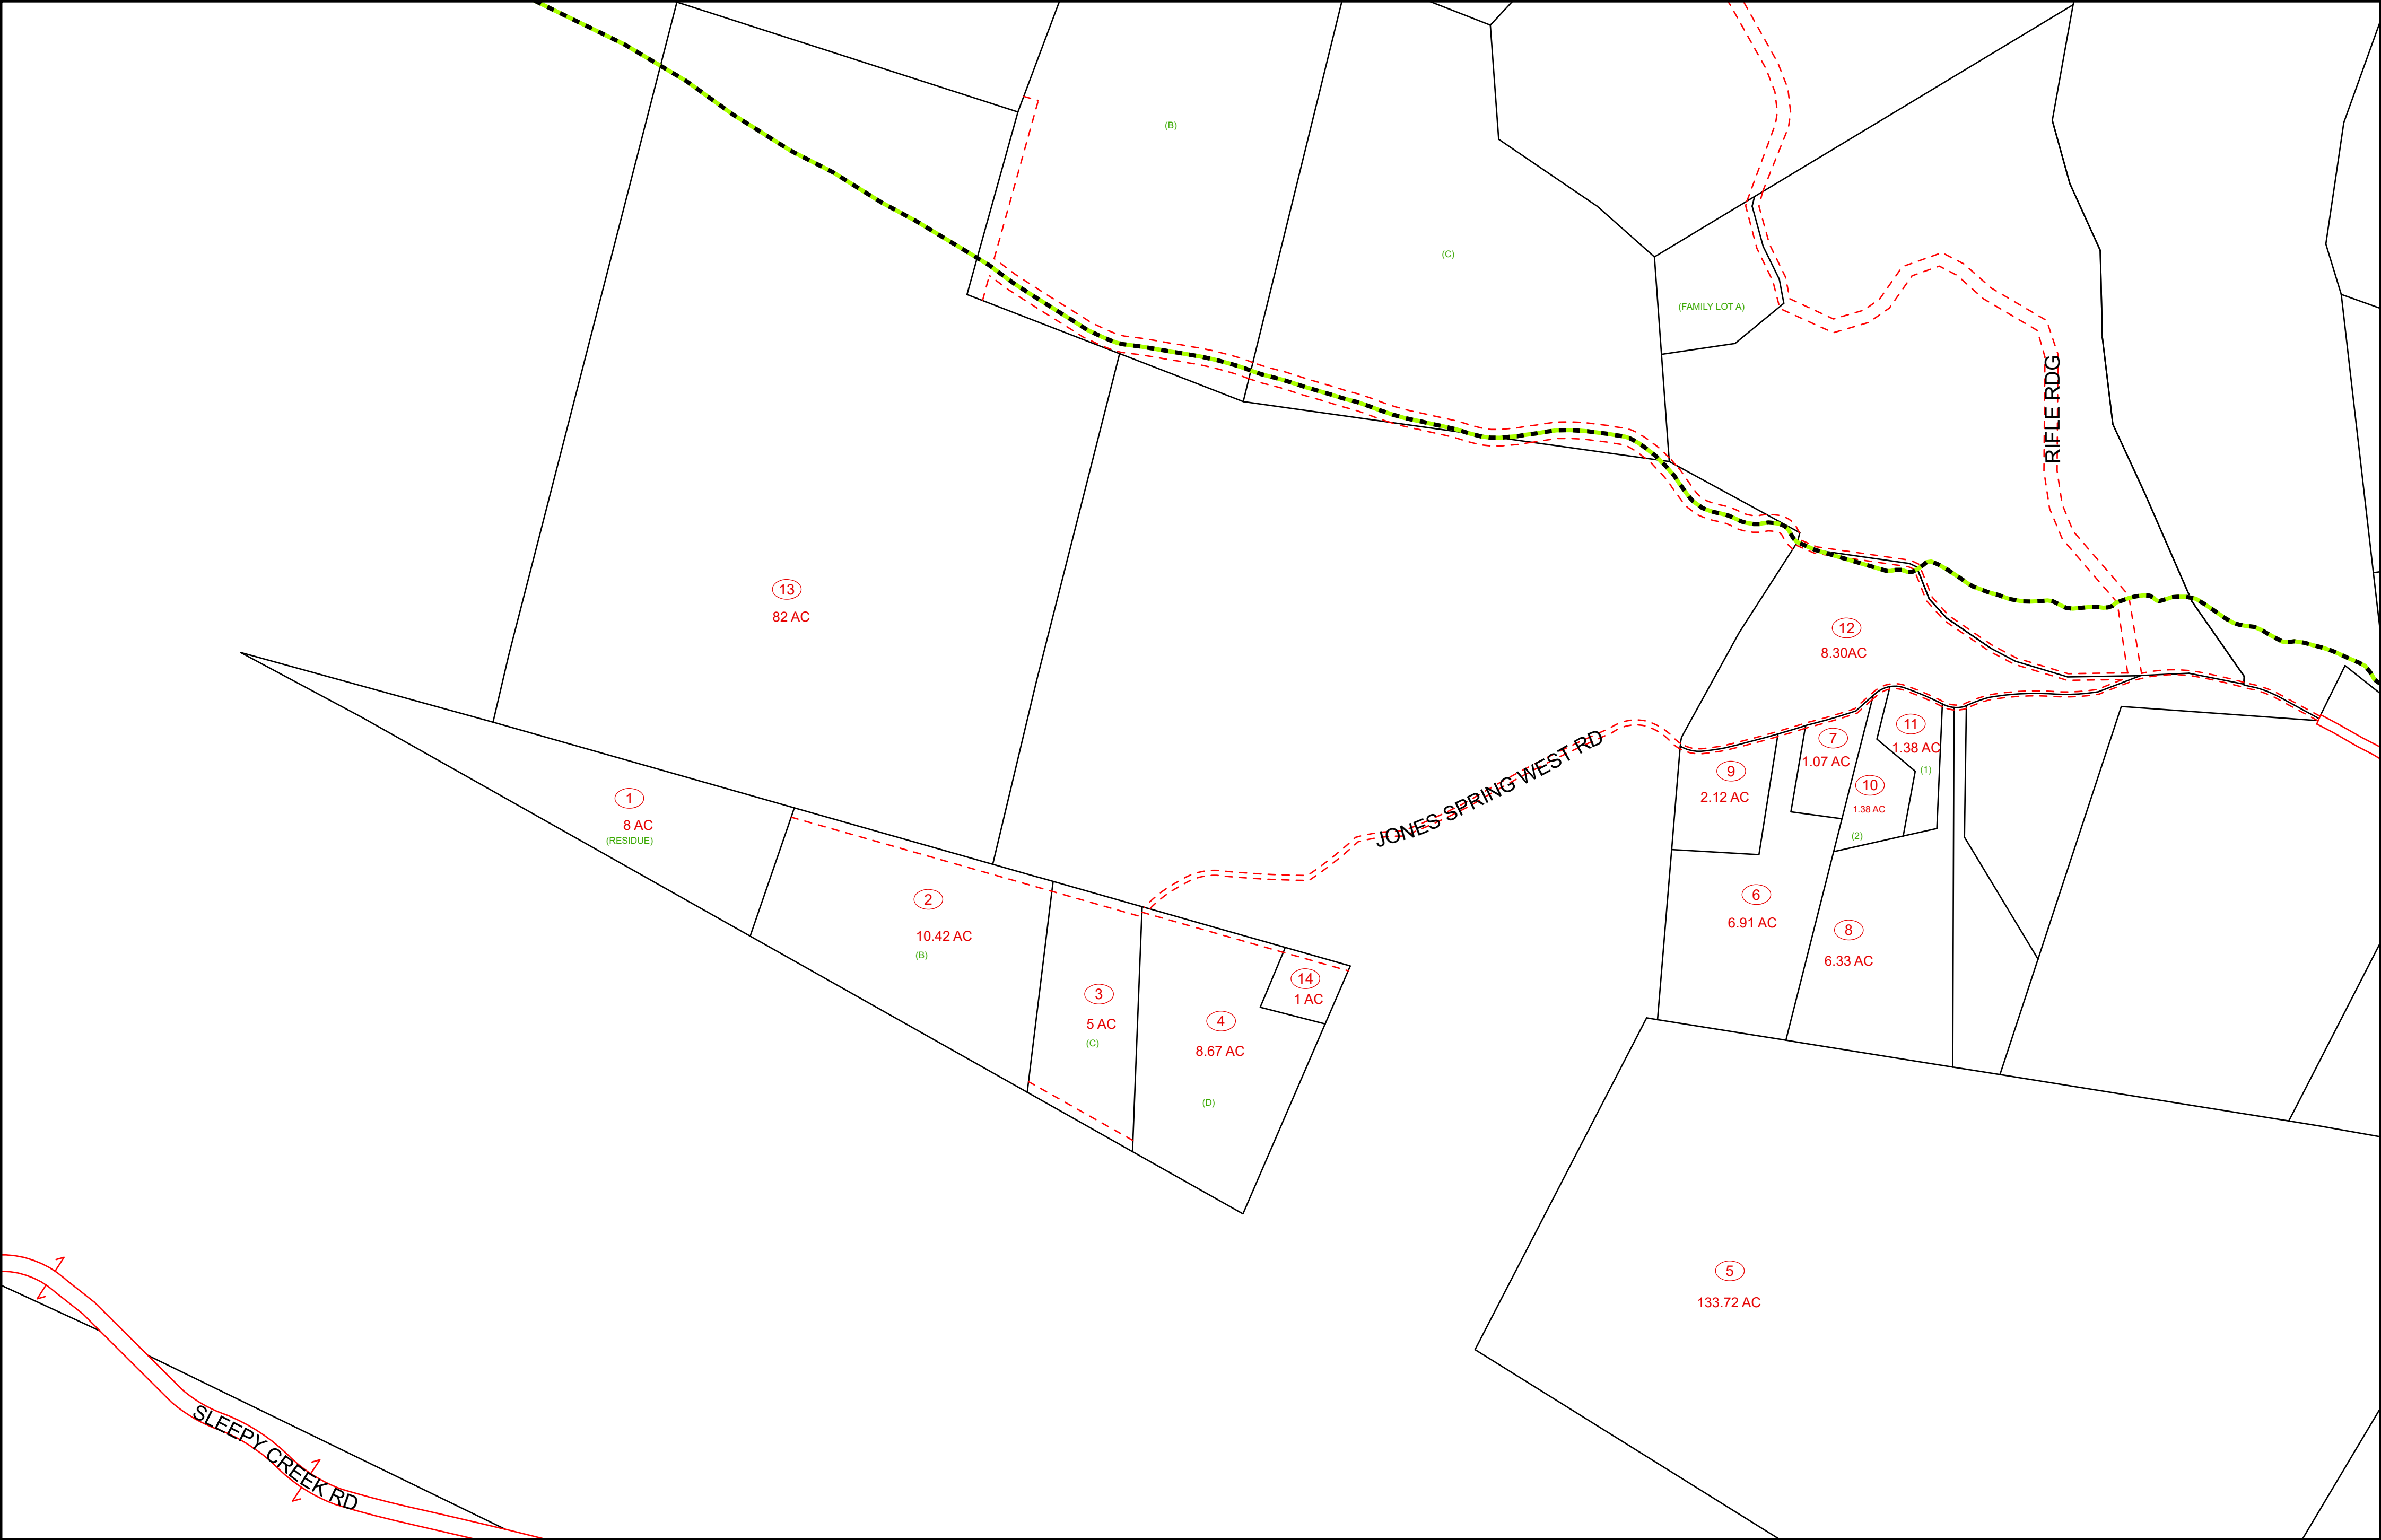 (B)
(C)
(FAMILY LOT A)
RIFLE RDG
13
82 AC
12
8.30AC
JONES SPRING WEST RD
11
1.38 AC
(1)
7
1.07 AC
9
2.12 AC
10
1.38 AC
(2)
1
8 AC
(RESIDUE)
2
10.42 AC
(B)
6
6.91 AC
8
6.33 AC
14
1 AC
3
5 AC
(C)
4
8.67 AC
(D)
5
133.72 AC
SLEEPY CREEK RD